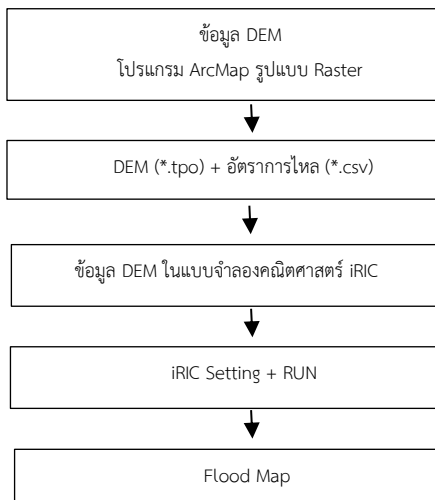 ข้อมูล DEM
โปรแกรม ArcMap รูปแบบ Raster
DEM (*.tpo) + อัตราการไหล (*.csv)
ข้อมูล DEM ในแบบจำลองคณิตศาสตร์ iRIC
iRIC Setting + RUN
Flood Map